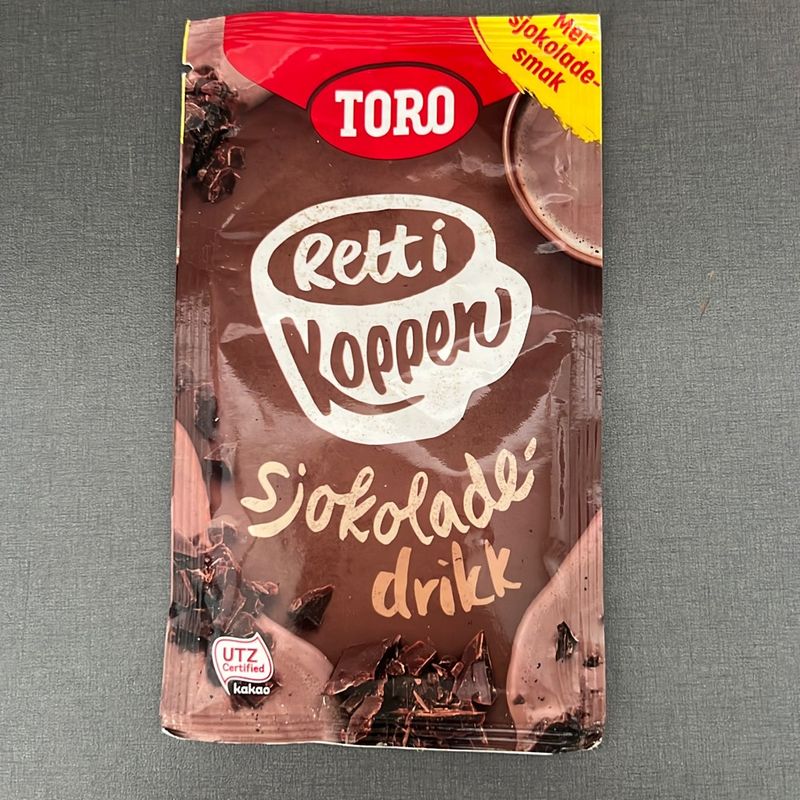 TORO
Mer
sjokolade-
smak
Rett i
Koppen
Sjokolade-
drikk
UTZ
Certified
kakao